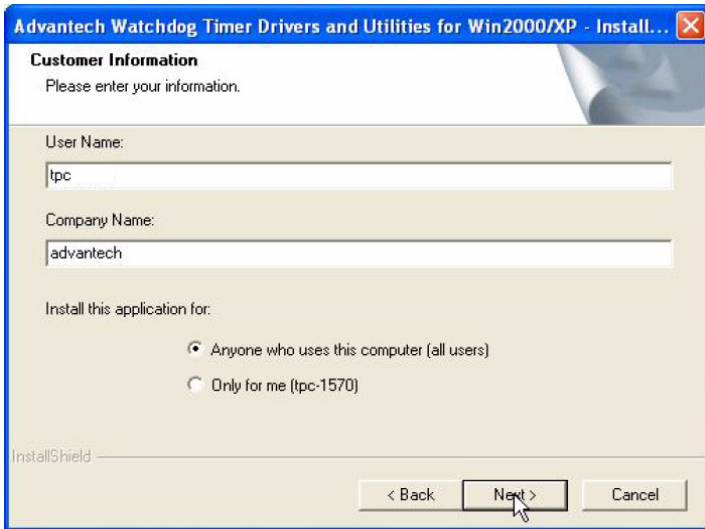 Advantech Watchdog Timer Drivers and Utilities for Win2000/XP - Install...
Customer Information
Please enter your information.
User Name:
tpc
Company Name:
advantech
Install this application for:
Anyone who uses this computer (all users)
Only for me (tpc-1570)
InstallShield
< Back Next > Cancel